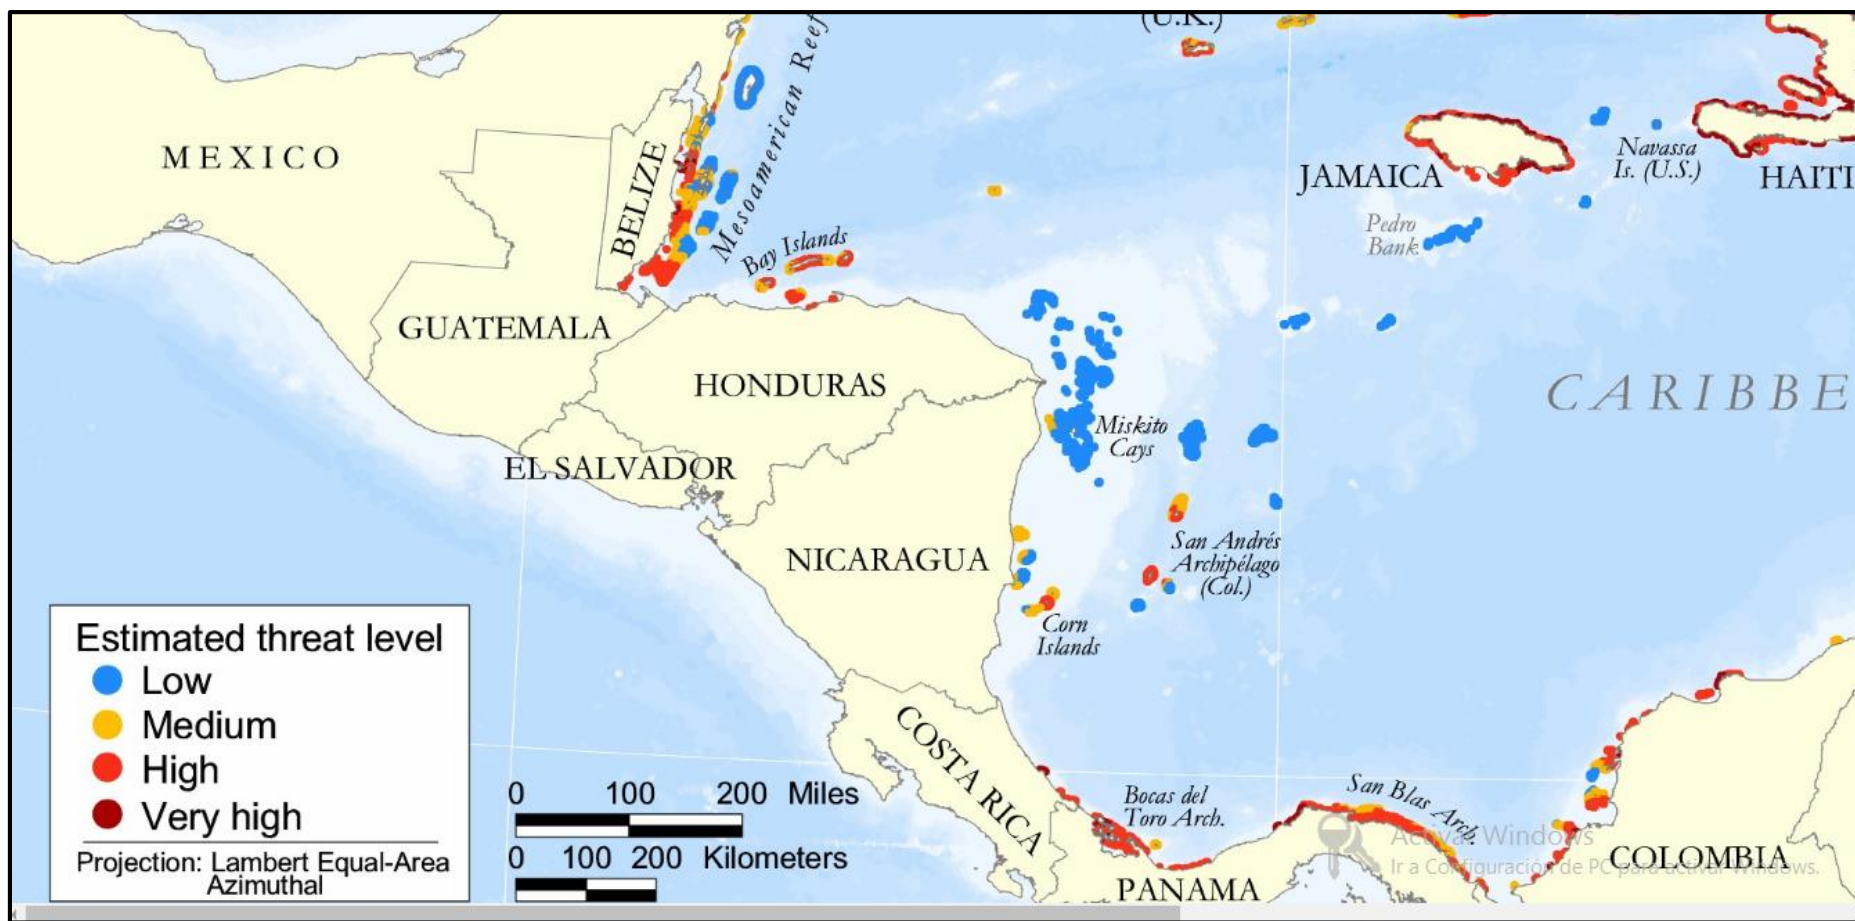 (U.K.)
Mesoamerican Reef
MEXICO
BELIZE
JAMAICA
Navassa
Is. (U.S.)
HAITI
Pedro
Bank
Bay Islands
GUATEMALA
HONDURAS
CARIBBE
Miskito
Cays
EL SALVADOR
NICARAGUA
San Andrés
Archipélago
(Col.)
Corn
Islands
Estimated threat level
Low
Medium
High
Very high
Projection: Lambert Equal-Area
Azimuthal
COSTA RICA
0 100 200 Miles
0 100 200 Kilometers
Bocas del
Toro Arch.
San Blas Arch.
PANAMA
COLOMBIA
Activar Windows
Ir a Configuración de PC para activar Windows.